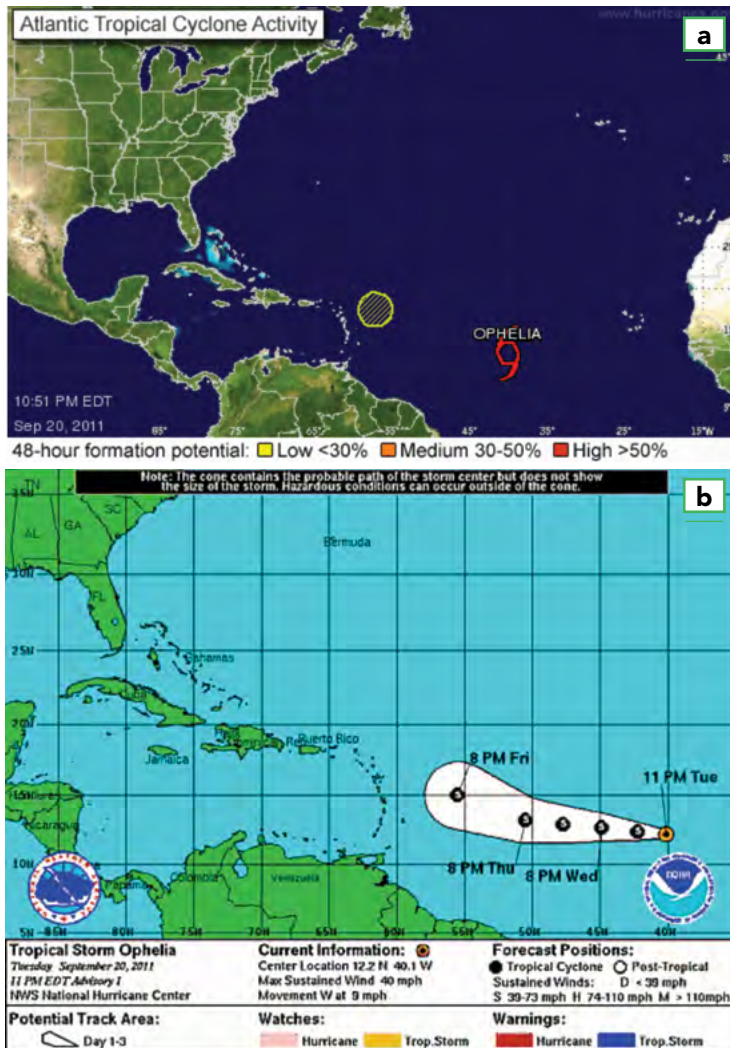 Atlantic Tropical Cyclone Activity
a
OPHELIA
10:51 PM EDT
Sep 20, 2011
85° 55° 45° 35° 25° 15°W
48-hour formation potential: Low <30% Medium 30-50% High >50%
Note: The cone contains the probable path of the storm center but does not show
the size of the storm. Hazardous conditions can occur outside of the cone.
b
TN
SC
AL GA
Bermuda
30N
FL
25N
Bahamas
Cuba
20N
Puerto Rico
Jamaica
8 PM Fri
11 PM Tue
15N
Honduras
Nicaragua
8 PM Thu
8 PM Wed
10N
Panama
Colombia
Venezuela
NOAA
5N 85W 80W 75W 70W 65W 60W 55W 50W 45W 40W
Tropical Storm Ophelia
Tuesday September 20, 2011
11 PM EDT Advisory 1
NWS National Hurricane Center
Current Information:
Center Location 12.2 N 40.1 W
Max Sustained Wind 40 mph
Movement W at 9 mph
Forecast Positions:
Tropical Cyclone Post-Tropical
Sustained Winds: D < 39 mph
S 39-73 mph H 74-110 mph M > 110mph
Potential Track Area:
Day 1-3
Watches:
Hurricane Trop.Storm
Warnings:
Hurricane Trop.Storm